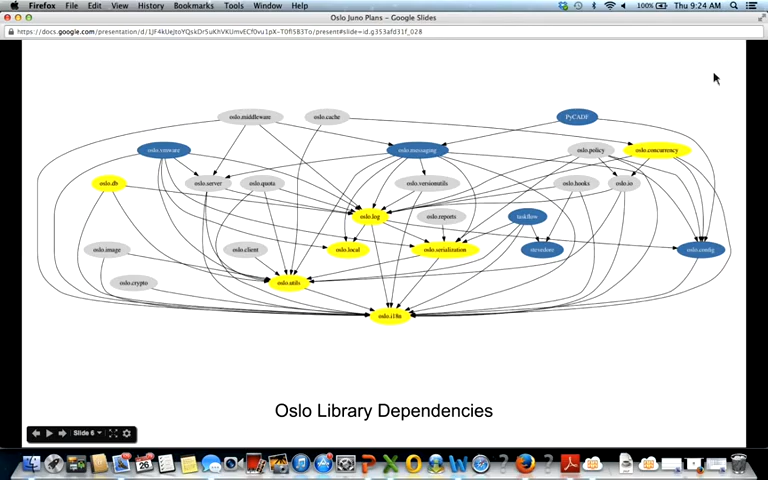 Firefox File Edit View History Bookmarks Tools Window Help 100% Thu 9:24 AM
Oslo Juno Plans – Google Slides
oslo.middleware oslo.cache PyCADF
oslo.vmware oslo.messaging oslo.policy oslo.concurrency
oslo.db oslo.server oslo.quota oslo.versionutils oslo.hooks oslo.io
oslo.log oslo.reports taskflow
oslo.image oslo.client oslo.local oslo.serialization stevedore oslo.config
oslo.crypto oslo.utils
oslo.i18n
Oslo Library Dependencies
Slide 6
26